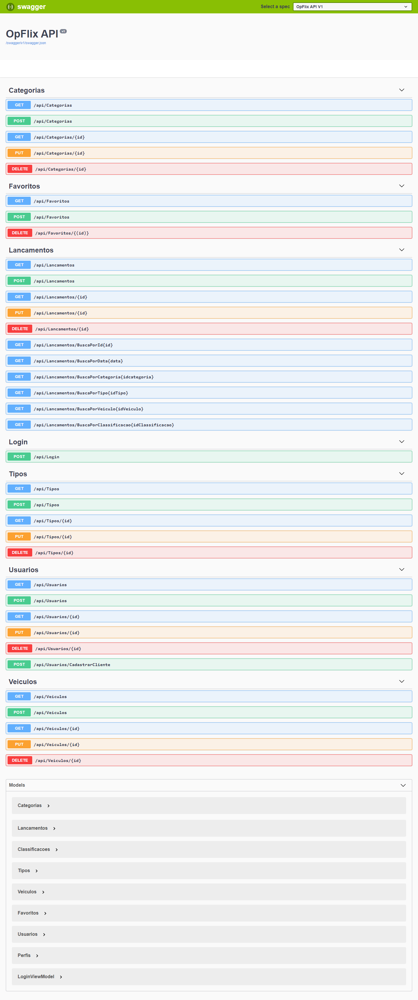 {··} swagger Select a spec OpFlix API V1
OpFlix API v1
/swagger/v1/swagger.json
Categorias
GET /api/Categorias
POST /api/Categorias
GET /api/Categorias/{id}
PUT /api/Categorias/{id}
DELETE /api/Categorias/{id}
Favoritos
GET /api/Favoritos
POST /api/Favoritos
DELETE /api/Favoritos/{(id)}
Lancamentos
GET /api/Lancamentos
POST /api/Lancamentos
GET /api/Lancamentos/{id}
PUT /api/Lancamentos/{id}
DELETE /api/Lancamentos/{id}
GET /api/Lancamentos/BuscaPorId{id}
GET /api/Lancamentos/BuscaPorData{data}
GET /api/Lancamentos/BuscaPorCategoria{idcategoria}
GET /api/Lancamentos/BuscaPorTipo{idTipo}
GET /api/Lancamentos/BuscaPorVeiculo{idVeiculo}
GET /api/Lancamentos/BuscaPorClassificacao{idClassificacao}
Login
POST /api/Login
Tipos
GET /api/Tipos
POST /api/Tipos
GET /api/Tipos/{id}
PUT /api/Tipos/{id}
DELETE /api/Tipos/{id}
Usuarios
GET /api/Usuarios
POST /api/Usuarios
GET /api/Usuarios/{id}
PUT /api/Usuarios/{id}
DELETE /api/Usuarios/{id}
POST /api/Usuarios/CadastrarCliente
Veiculos
GET /api/Veiculos
POST /api/Veiculos
GET /api/Veiculos/{id}
PUT /api/Veiculos/{id}
DELETE /api/Veiculos/{id}
Models
Categorias
Lancamentos
Classificacoes
Tipos
Veiculos
Favoritos
Usuarios
Perfis
LoginViewModel